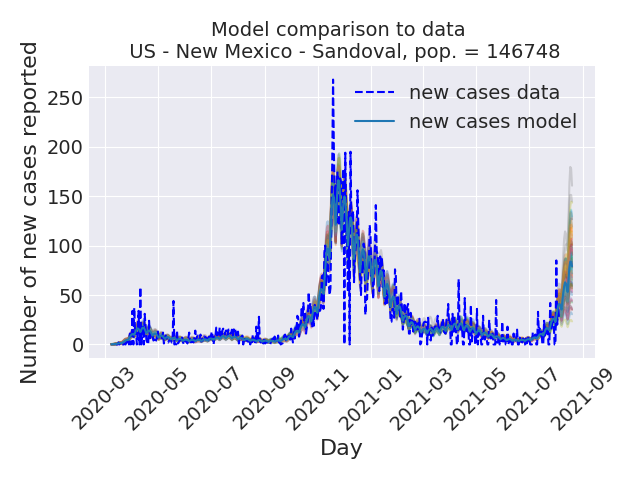 Model comparison to data
US - New Mexico - Sandoval, pop. = 146748
Number of new cases reported
250
200
150
100
50
0
new cases data
new cases model
2020-03
2020-05
2020-07
2020-09
2020-11
2021-01
2021-03
2021-05
2021-07
2021-09
Day